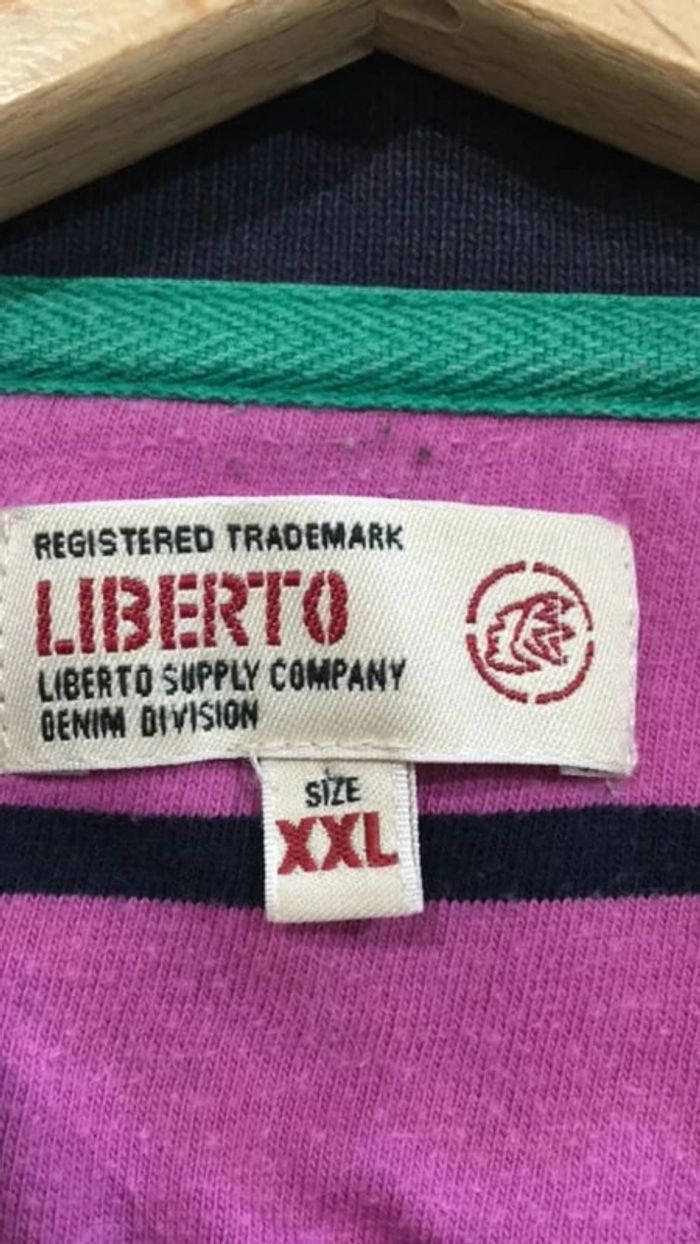 REGISTERED TRADEMARK
LIBERTO
LIBERTO SUPPLY COMPANY
DENIM DIVISION
SIZE
XXL